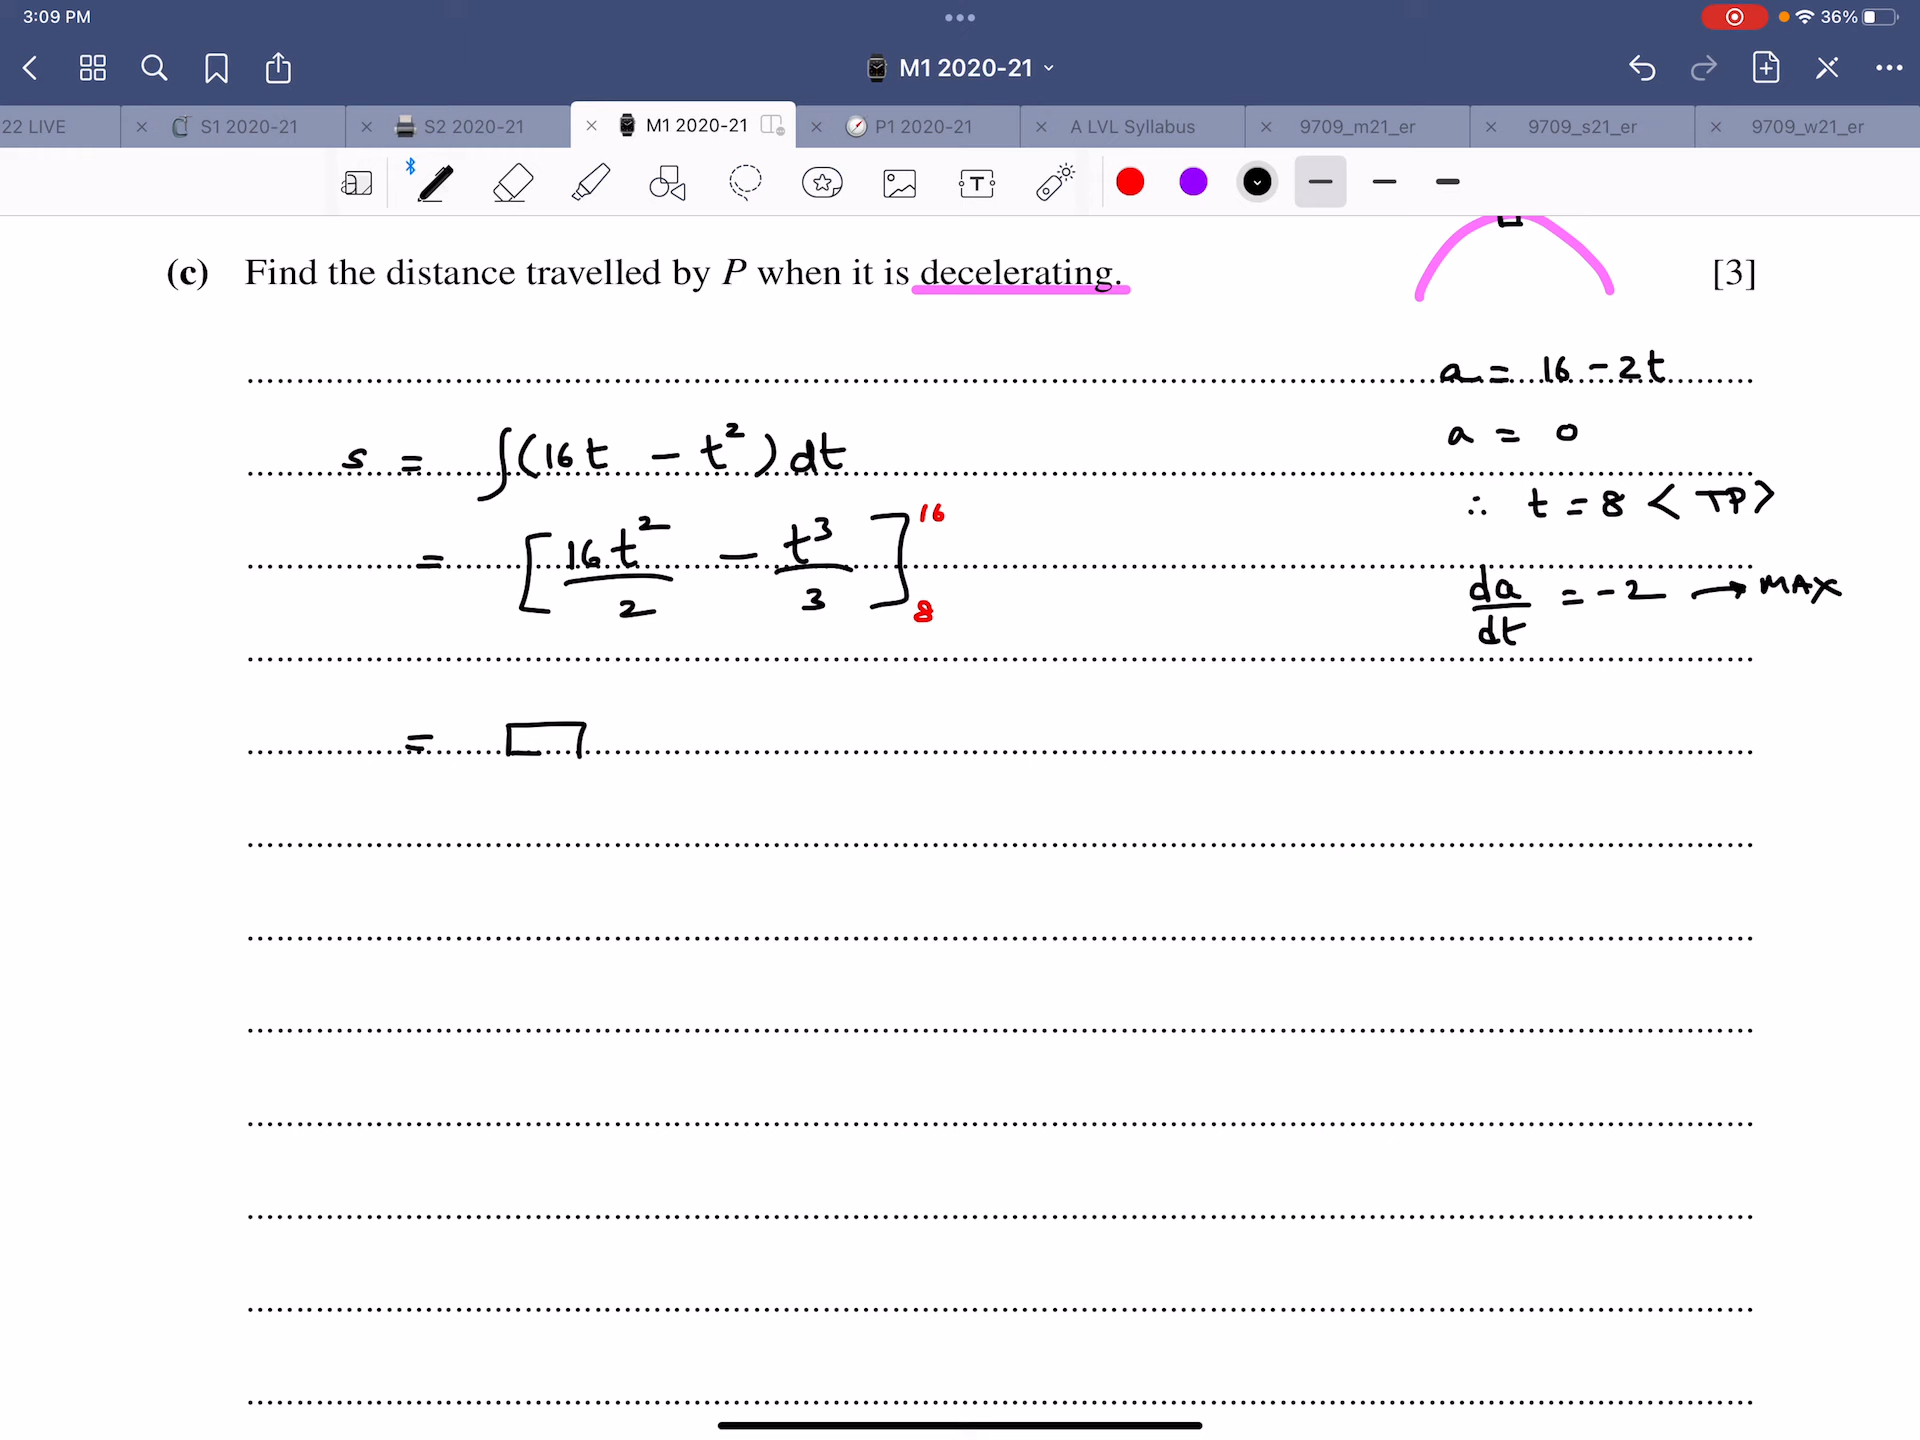 3:09 PM
36%
M1 2020-21
22 LIVE
S1 2020-21
S2 2020-21
M1 2020-21
P1 2020-21
A LVL Syllabus
9709_m21_er
9709_s21_er
9709_w21_er
(c) Find the distance travelled by P when it is decelerating. [3]
a = 16 - 2t
s = ∫(16t - t²) dt
a = 0
∴ t = 8 < TP >
= [16t²/2 - t³/3]₈¹⁶
da/dt = -2 → MAX
=